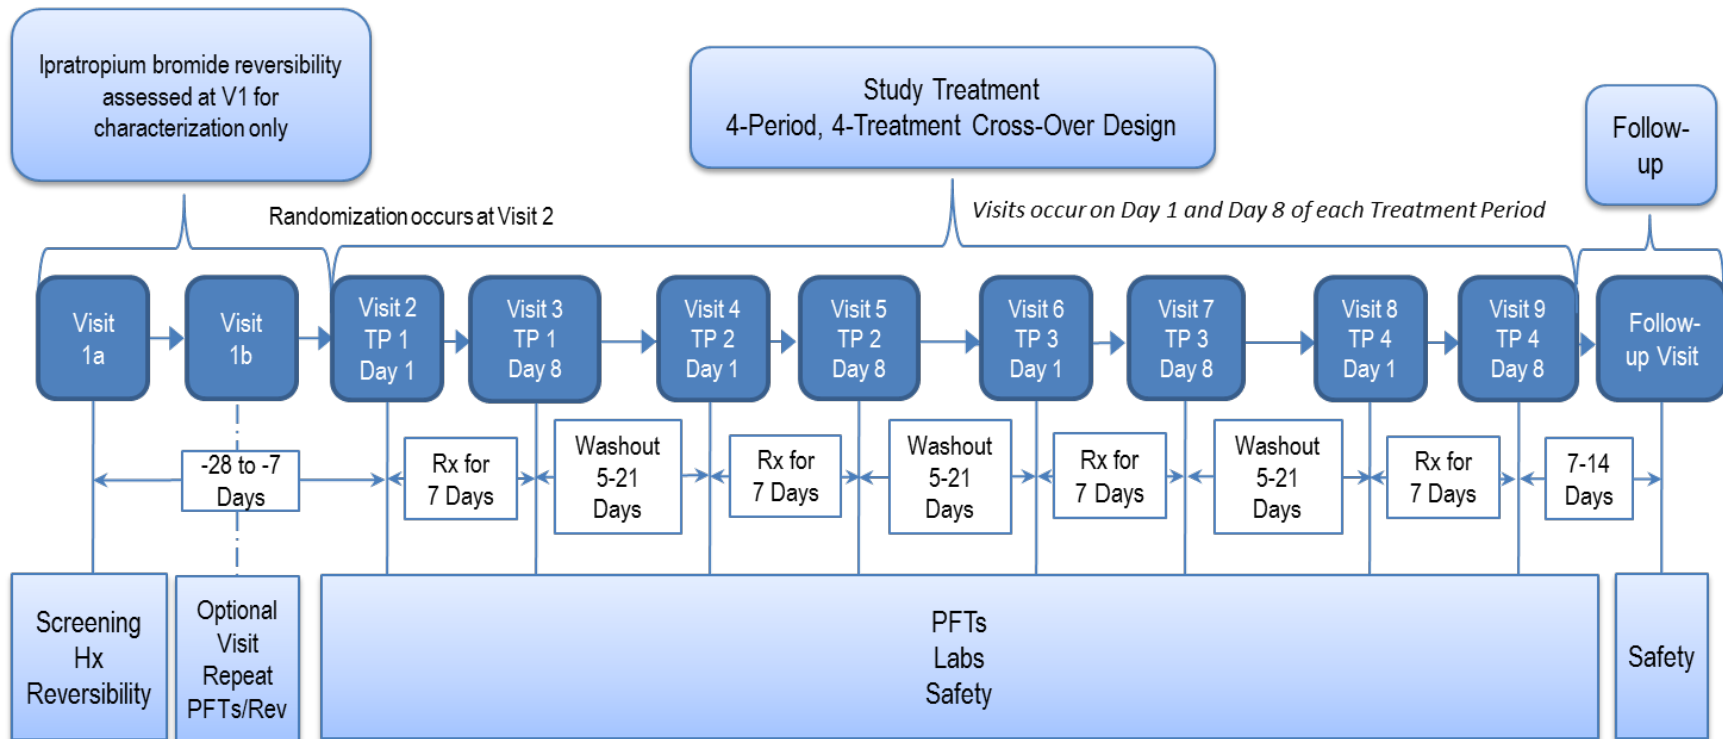 Ipratropium bromide reversibility
assessed at V1 for
characterization only
Study Treatment
4-Period, 4-Treatment Cross-Over Design
Follow-
up
Randomization occurs at Visit 2
Visits occur on Day 1 and Day 8 of each Treatment Period
Visit
1a
Visit
1b
Visit 2
TP 1
Day 1
Visit 3
TP 1
Day 8
Visit 4
TP 2
Day 1
Visit 5
TP 2
Day 8
Visit 6
TP 3
Day 1
Visit 7
TP 3
Day 8
Visit 8
TP 4
Day 1
Visit 9
TP 4
Day 8
Follow-
up Visit
-28 to -7
Days
Rx for
7 Days
Washout
5-21
Days
Rx for
7 Days
Washout
5-21
Days
Rx for
7 Days
Washout
5-21
Days
Rx for
7 Days
7-14
Days
Screening
Hx
Reversibility
Optional
Visit
Repeat
PFTs/Rev
PFTs
Labs
Safety
Safety